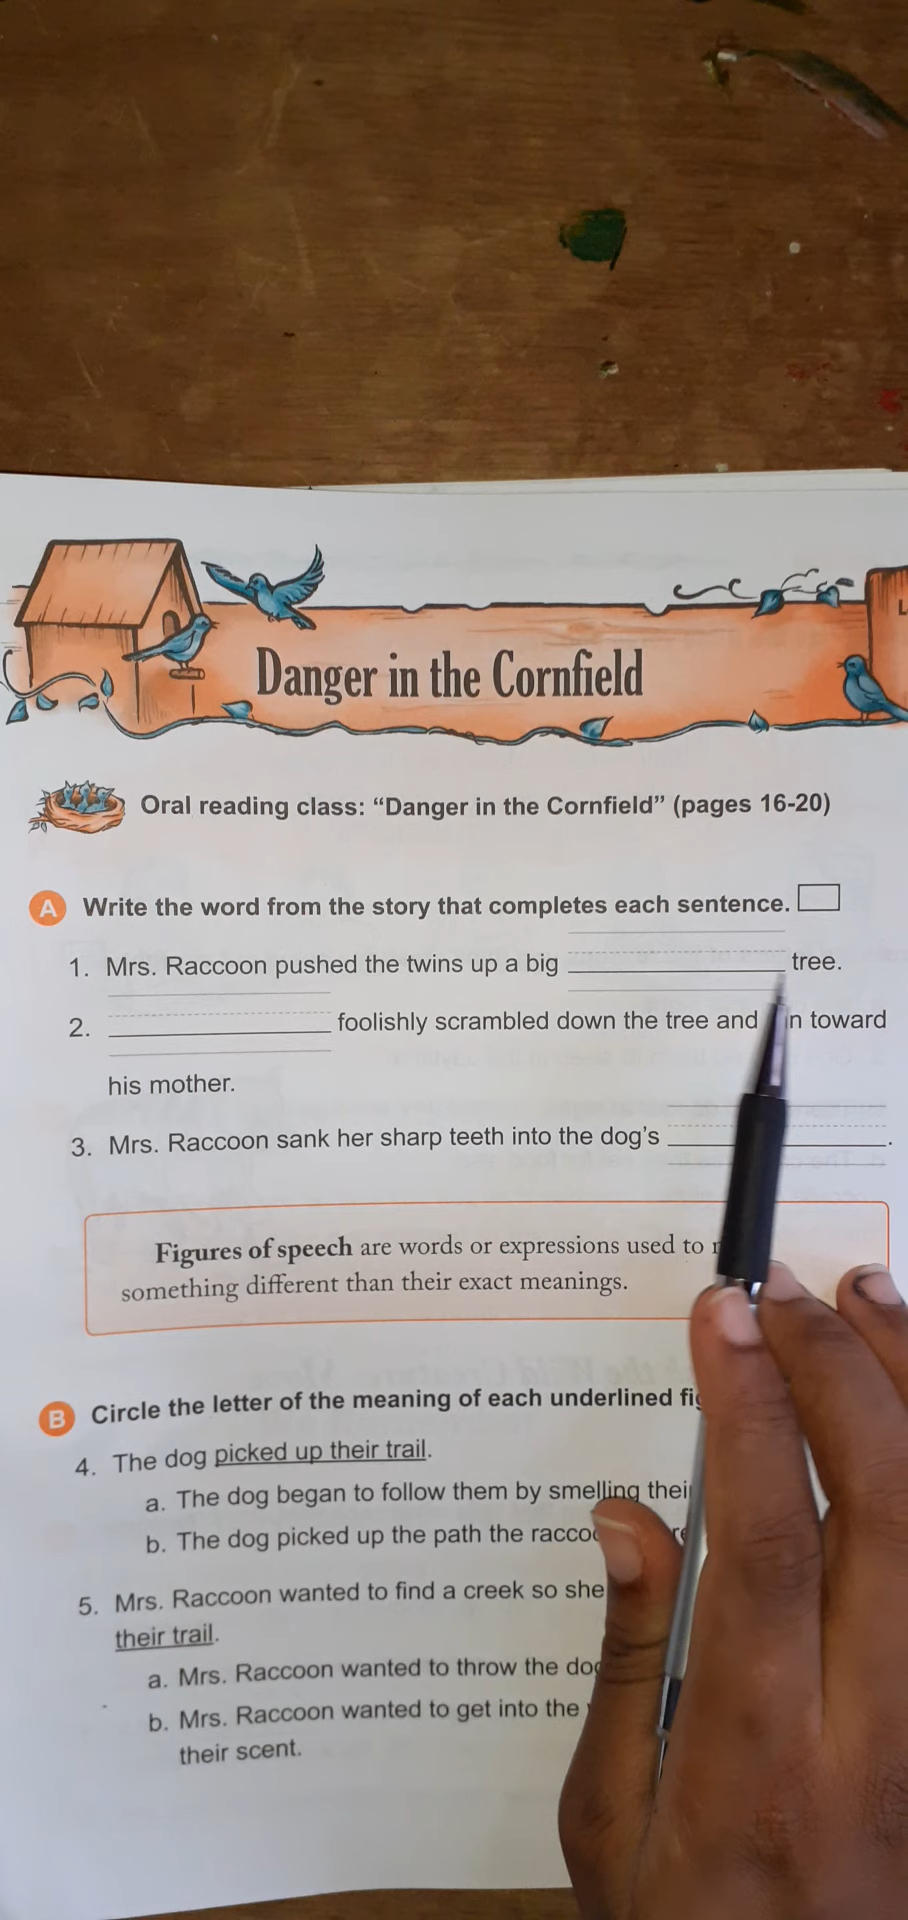 Danger in the Cornfield
Oral reading class: “Danger in the Cornfield” (pages 16-20)
A Write the word from the story that completes each sentence.
1. Mrs. Raccoon pushed the twins up a big tree.
2. foolishly scrambled down the tree and toward
his mother.
3. Mrs. Raccoon sank her sharp teeth into the dog’s .
Figures of speech are words or expressions used to
something different than their exact meanings.
B Circle the letter of the meaning of each underlined
4. The dog picked up their trail.
a. The dog began to follow them by smelling
b. The dog picked up the path the
5. Mrs. Raccoon wanted to find a creek so she
their trail.
a. Mrs. Raccoon wanted to throw the
b. Mrs. Raccoon wanted to get into the
their scent.